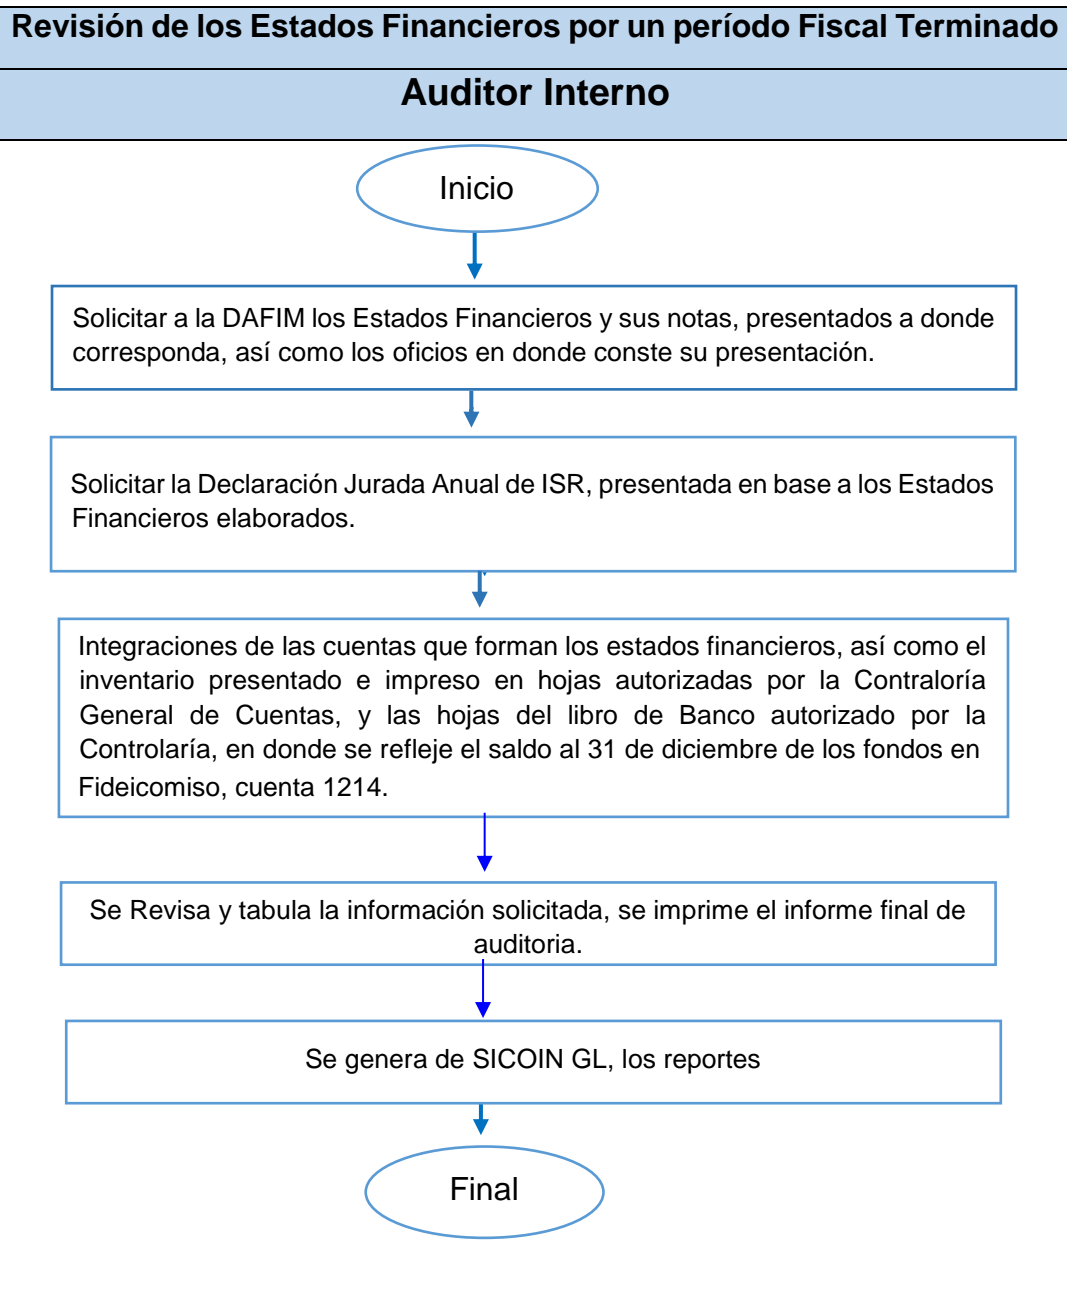 Revisión de los Estados Financieros por un período Fiscal Terminado
Auditor Interno
Inicio
Solicitar a la DAFIM los Estados Financieros y sus notas, presentados a donde
corresponda, así como los oficios en donde conste su presentación.
Solicitar la Declaración Jurada Anual de ISR, presentada en base a los Estados
Financieros elaborados.
Integraciones de las cuentas que forman los estados financieros, así como el
inventario presentado e impreso en hojas autorizadas por la Contraloría
General de Cuentas, y las hojas del libro de Banco autorizado por la
Controlaría, en donde se refleje el saldo al 31 de diciembre de los fondos en
Fideicomiso, cuenta 1214.
Se Revisa y tabula la información solicitada, se imprime el informe final de
auditoria.
Se genera de SICOIN GL, los reportes
Final